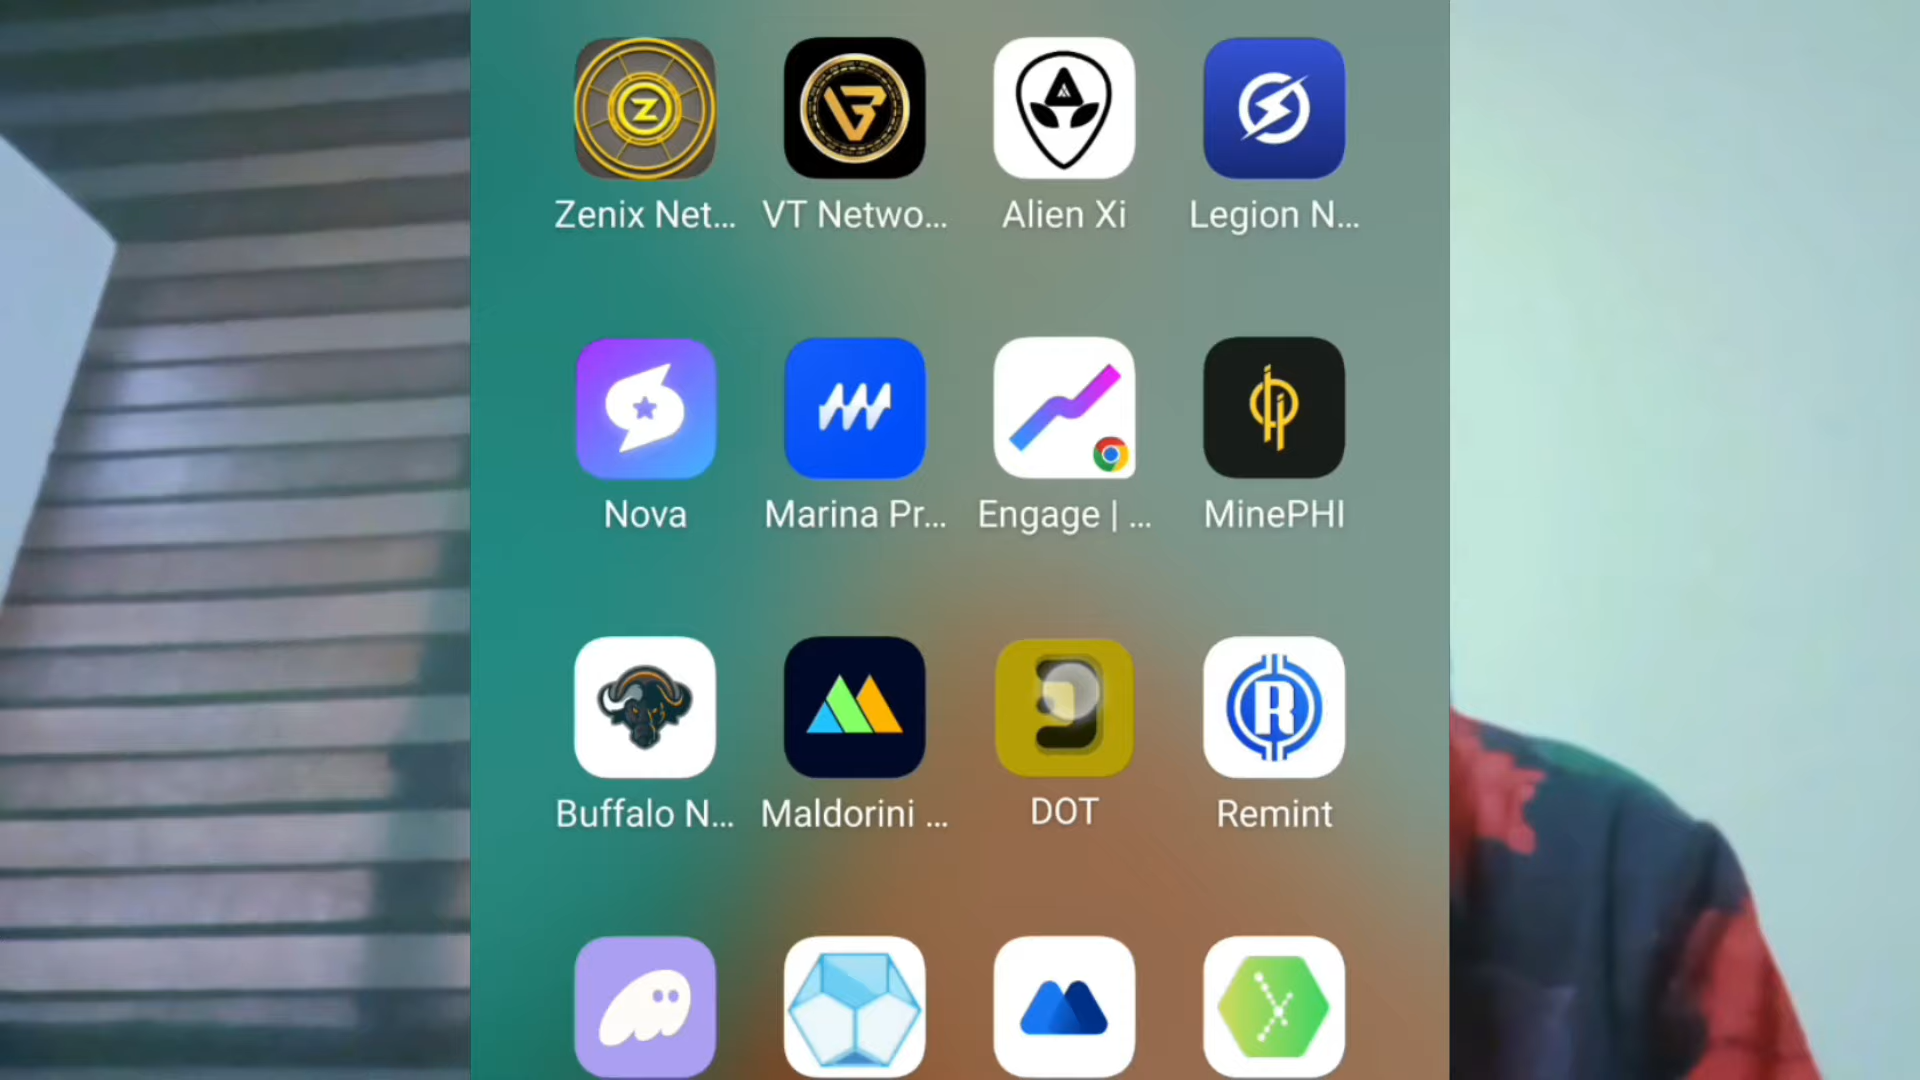 Zenix Net... VT Netwo... Alien Xi Legion N...
Nova Marina Pr... Engage | ... MinePHI
Buffalo N... Maldorini ... DOT Remint